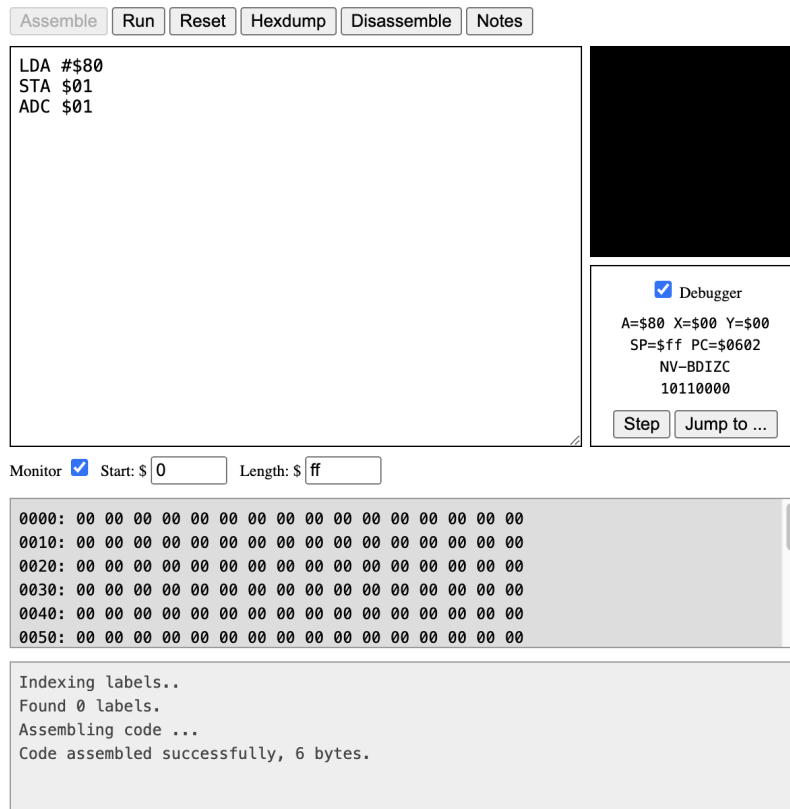 Assemble Run Reset Hexdump Disassemble Notes
LDA #$80
STA $01
ADC $01
Debugger
A=$80 X=$00 Y=$00
SP=$ff PC=$0602
NV-BDIZC
10110000
Step Jump to ...
Monitor Start: $ 0 Length: $ ff
0000: 00 00 00 00 00 00 00 00 00 00 00 00 00 00 00 00
0010: 00 00 00 00 00 00 00 00 00 00 00 00 00 00 00 00
0020: 00 00 00 00 00 00 00 00 00 00 00 00 00 00 00 00
0030: 00 00 00 00 00 00 00 00 00 00 00 00 00 00 00 00
0040: 00 00 00 00 00 00 00 00 00 00 00 00 00 00 00 00
0050: 00 00 00 00 00 00 00 00 00 00 00 00 00 00 00 00
Indexing labels..
Found 0 labels.
Assembling code ...
Code assembled successfully, 6 bytes.